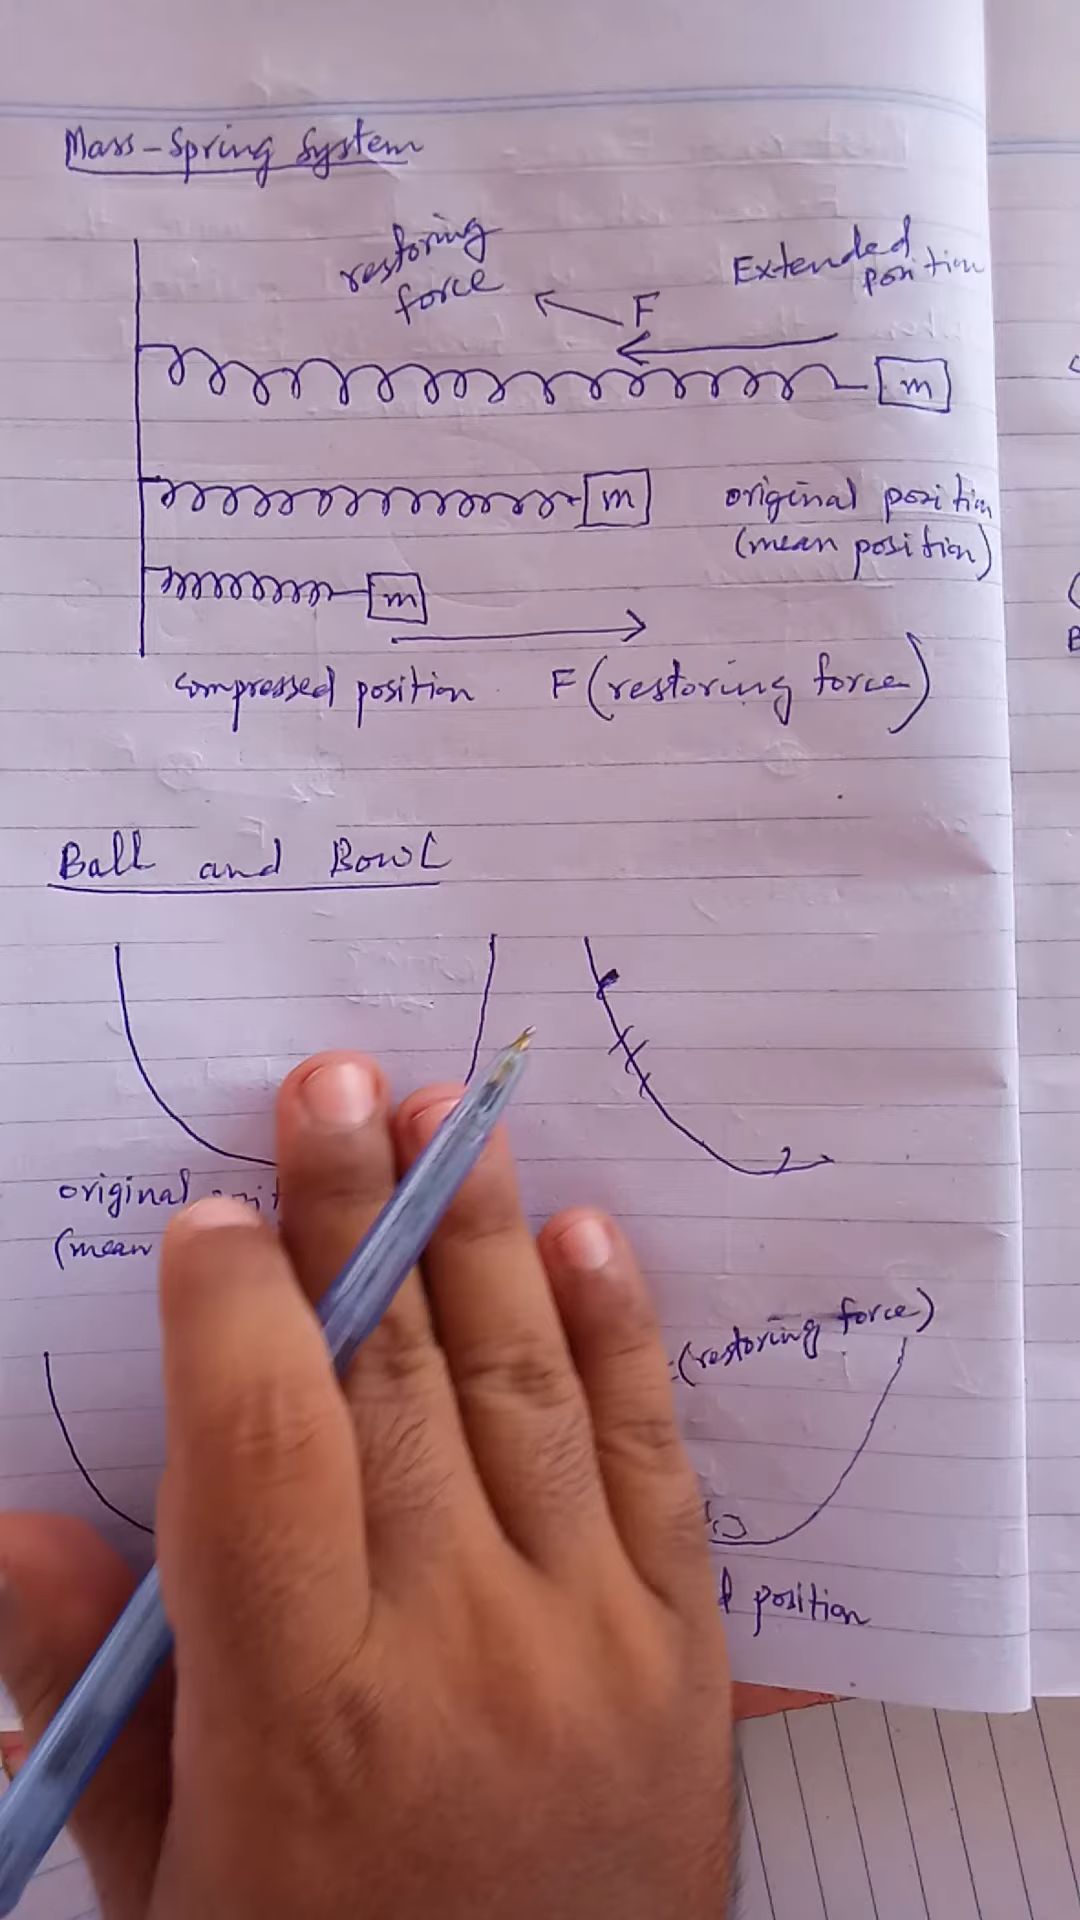 Mass-Spring System
restoring
force
Extended
position
F
m
m
original position
(mean position)
m
compressed position F (restoring force)
Ball and Bowl
original
(mean
(restoring force)
position